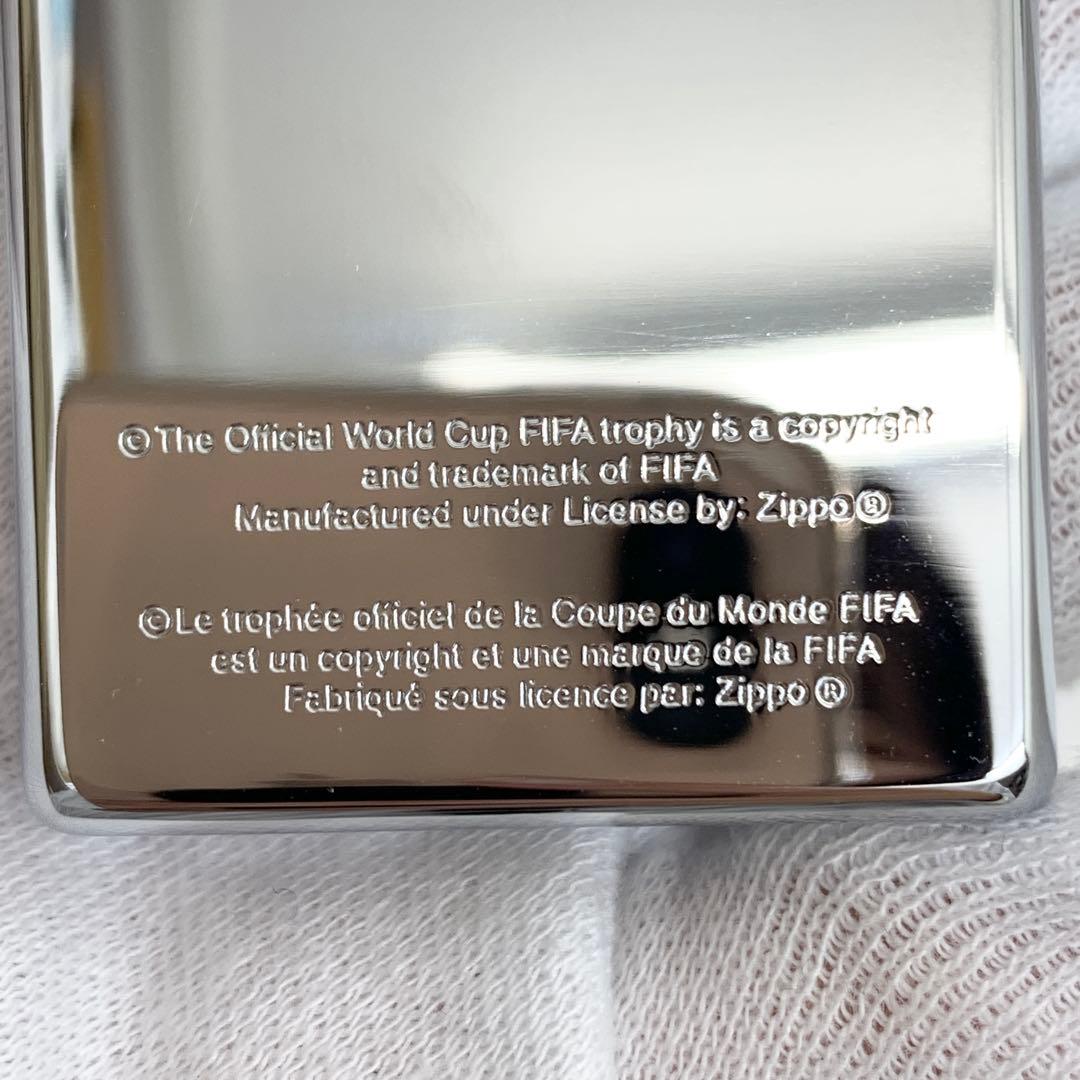 ©The Official World Cup FIFA trophy is a copyright
and trademark of FIFA
Manufactured under License by: Zippo®
©Le trophée officiel de la Coupe du Monde FIFA
est un copyright et une marque de la FIFA
Fabriqué sous licence par: Zippo®